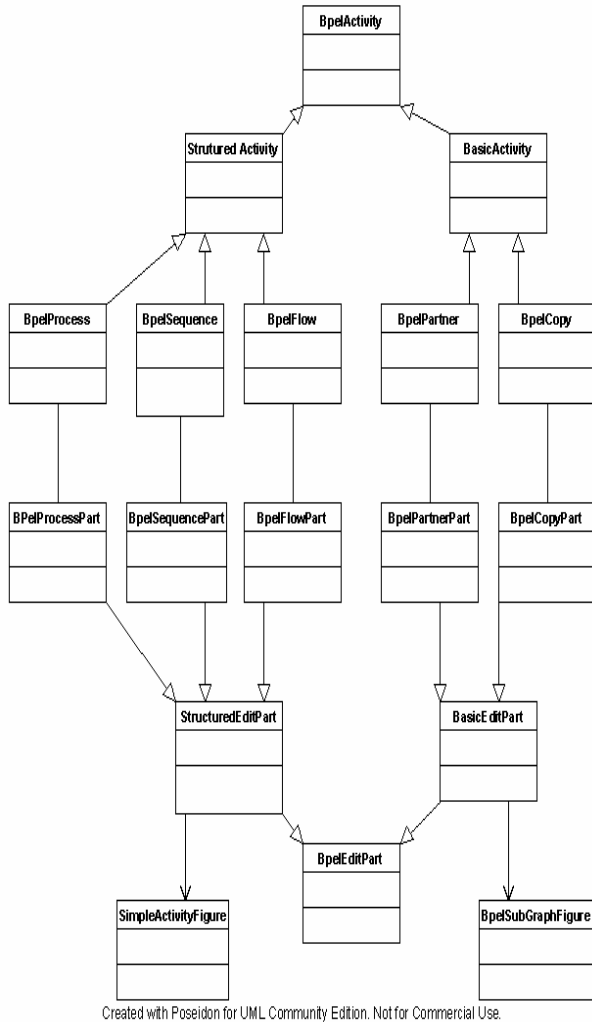 BpelActivity
Strutured Activity
BasicActivity
BpelProcess
BpelSequence
BpelFlow
BpelPartner
BpelCopy
BPelProcessPart
BpelSequencePart
BpelFlowPart
BpelPartnerPart
BpelCopyPart
StructuredEditPart
BasicEditPart
BpelEditPart
SimpleActivityFigure
BpelSubGraphFigure
Created with Poseidon for UML Community Edition. Not for Commercial Use.